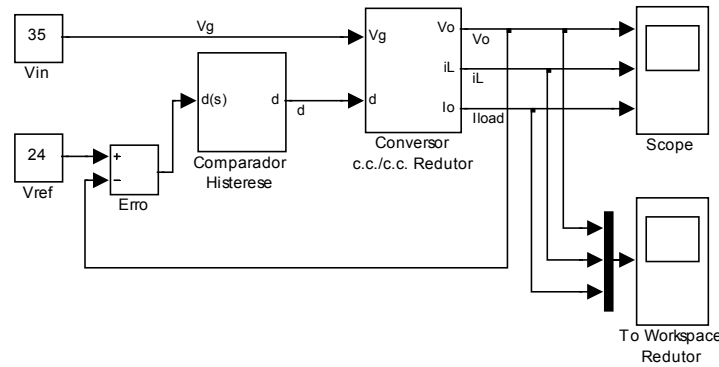 35
Vin
Vg
Vg
d
Conversor
c.c./c.c. Redutor
Vo
Vo
iL
iL
Io
Iload
Scope
d(s)
d
d
Comparador
Histerese
24
Vref
+
−
Erro
To Workspace
Redutor